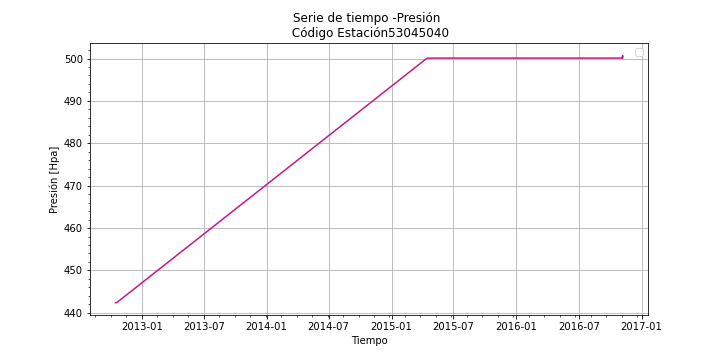 Serie de tiempo -Presión
Código Estación53045040
Presión [Hpa]
500
490
480
470
460
450
440
2013-01 2013-07 2014-01 2014-07 2015-01 2015-07 2016-01 2016-07 2017-01
Tiempo